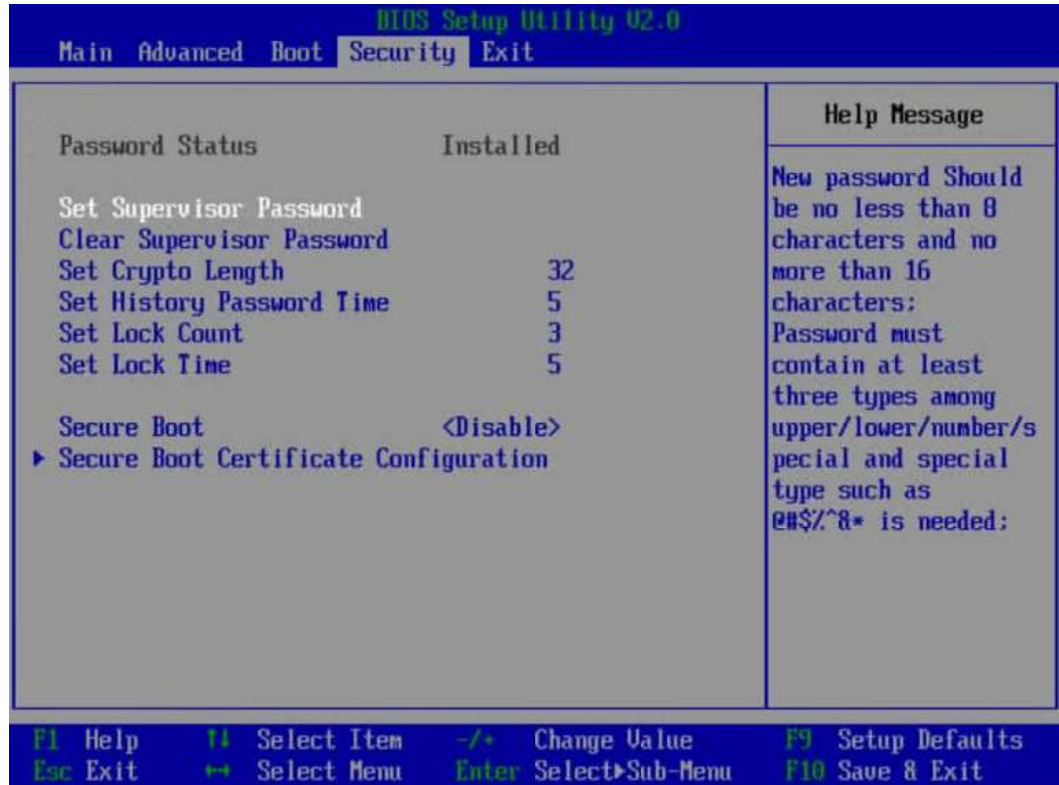 BIOS Setup Utility V2.0
Main Advanced Boot Security Exit
Password Status Installed
Set Supervisor Password
Clear Supervisor Password
Set Crypto Length 32
Set History Password Time 5
Set Lock Count 3
Set Lock Time 5
Secure Boot <Disable>
▶ Secure Boot Certificate Configuration
Help Message
New password Should
be no less than 8
characters and no
more than 16
characters;
Password must
contain at least
three types among
upper/lower/number/s
pecial and special
type such as
@#$%^&* is needed;
F1 Help ↑↓ Select Item -/+ Change Value F9 Setup Defaults
Esc Exit ←→ Select Menu Enter Select▶Sub-Menu F10 Save & Exit